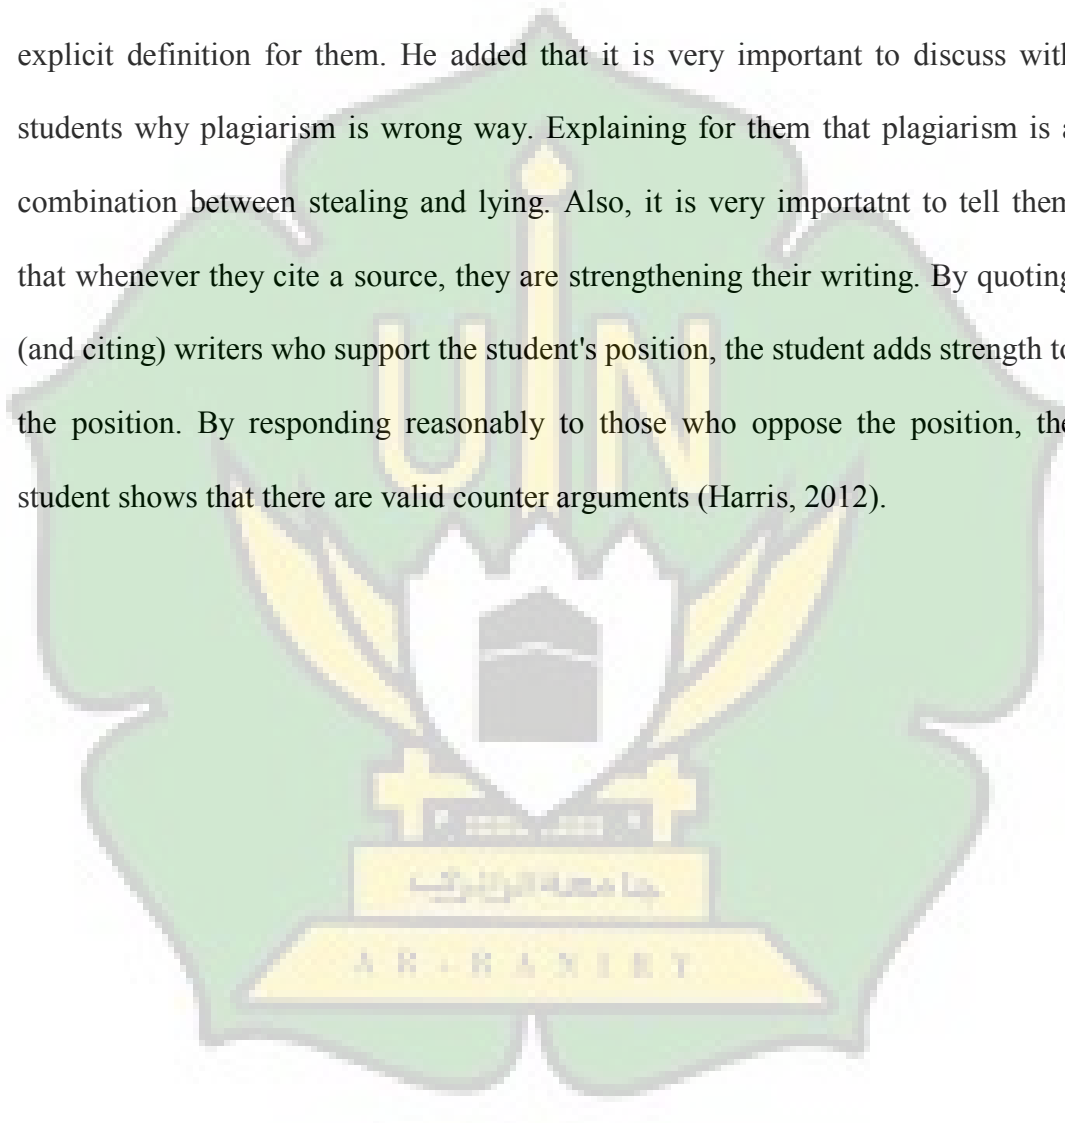 explicit definition for them. He added that it is very important to discuss with
students why plagiarism is wrong way. Explaining for them that plagiarism is a
combination between stealing and lying. Also, it is very importatnt to tell them
that whenever they cite a source, they are strengthening their writing. By quoting
(and citing) writers who support the student's position, the student adds strength to
the position. By responding reasonably to those who oppose the position, the
student shows that there are valid counter arguments (Harris, 2012).
UIN
جامعة الرانيري
AR-RANIRY